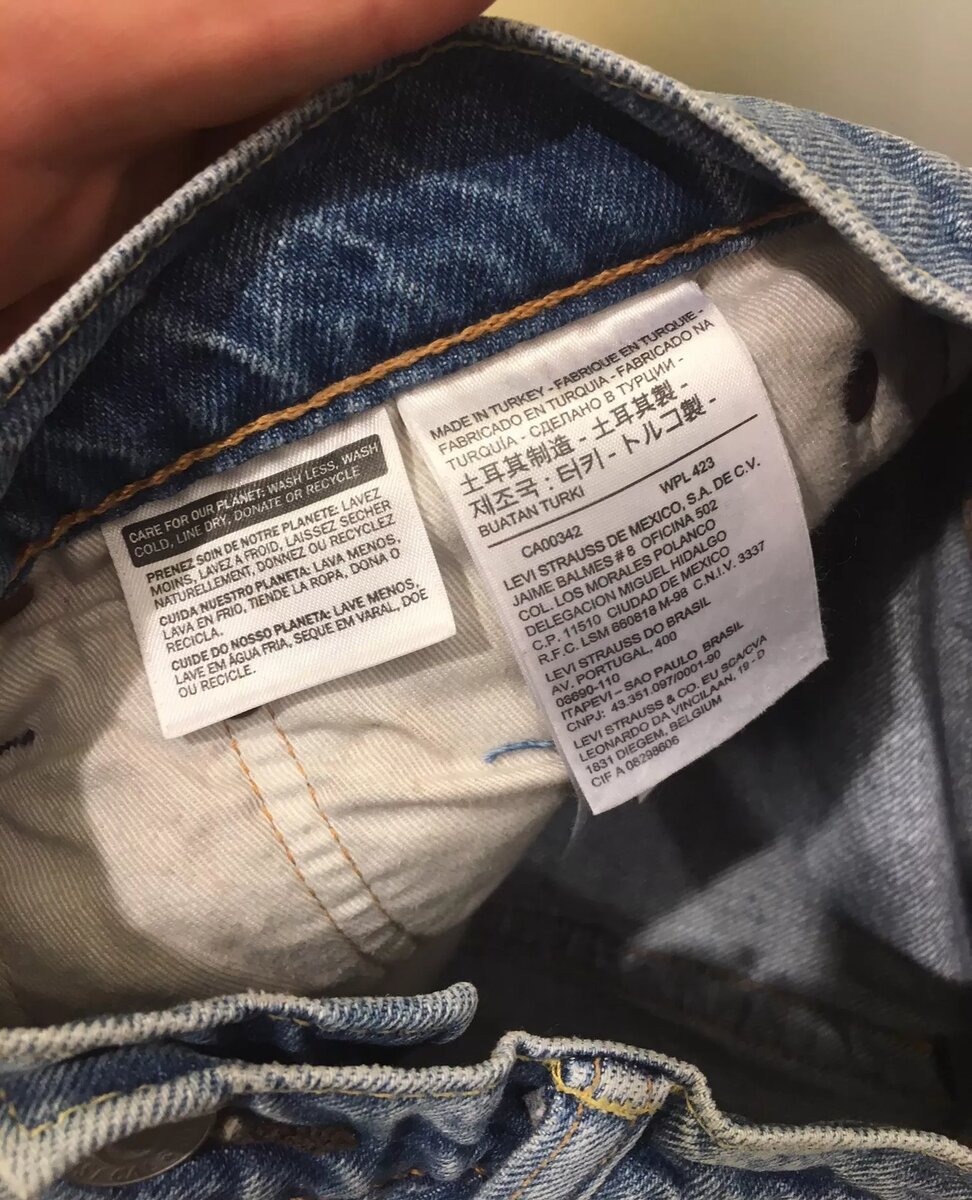 CARE FOR OUR PLANET: WASH LESS, WASH
COLD, LINE DRY, DONATE OR RECYCLE
PRENEZ SOIN DE NOTRE PLANETE: LAVEZ
MOINS, LAVEZ À FROID, LAISSEZ SECHER
NATURELLEMENT, DONNEZ OU RECYCLEZ
CUIDA NUESTRO PLANETA: LAVA MENOS,
LAVA EN FRIO, TIENDE LA ROPA, DONA O
RECICLA.
CUIDE DO NOSSO PLANETA: LAVE MENOS,
LAVE EM ÁGUA FRIA, SEQUE EM VARAL, DOE
OU RECICLE.
MADE IN TURKEY - FABRIQUE EN TURQUIE -
FABRICADO EN TURQUIA - FABRICADO NA
TURQUÍA - СДЕЛАНО В ТУРЦИИ -
土耳其制造 - 土耳其製 -
제조국 : 터키 - トルコ製 -
BUATAN TURKI
CA00342 WPL 423
LEVI STRAUSS DE MEXICO, S.A. DE C.V.
JAIME BALMES # 8 OFICINA 502
COL. LOS MORALES POLANCO
DELEGACION MIGUEL HIDALGO
C.P. 11510 CIUDAD DE MEXICO
R.F.C. LSM 660818 M-98 C.N.I.V. 3337
LEVI STRAUSS DO BRASIL
AV. PORTUGAL, 400
06690-110
ITAPEVI – SAO PAULO BRASIL
CNPJ: 43.351.097/0001-90
LEVI STRAUSS & CO. EU SCA/CVA
LEONARDO DA VINCILAAN, 19 - D
1831 DIEGEM, BELGIUM
CIF A 08298606